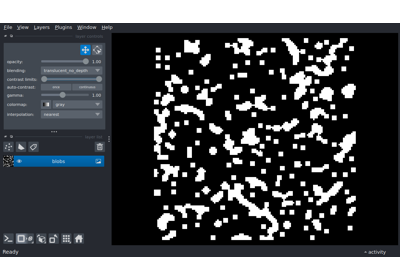 File View Layers Plugins Window Help
opacity: 1.00
blending: translucent_no_depth
contrast limits:
auto-contrast: once continuous
gamma: 1.00
colormap: gray
interpolation: nearest
blobs
Ready
activity